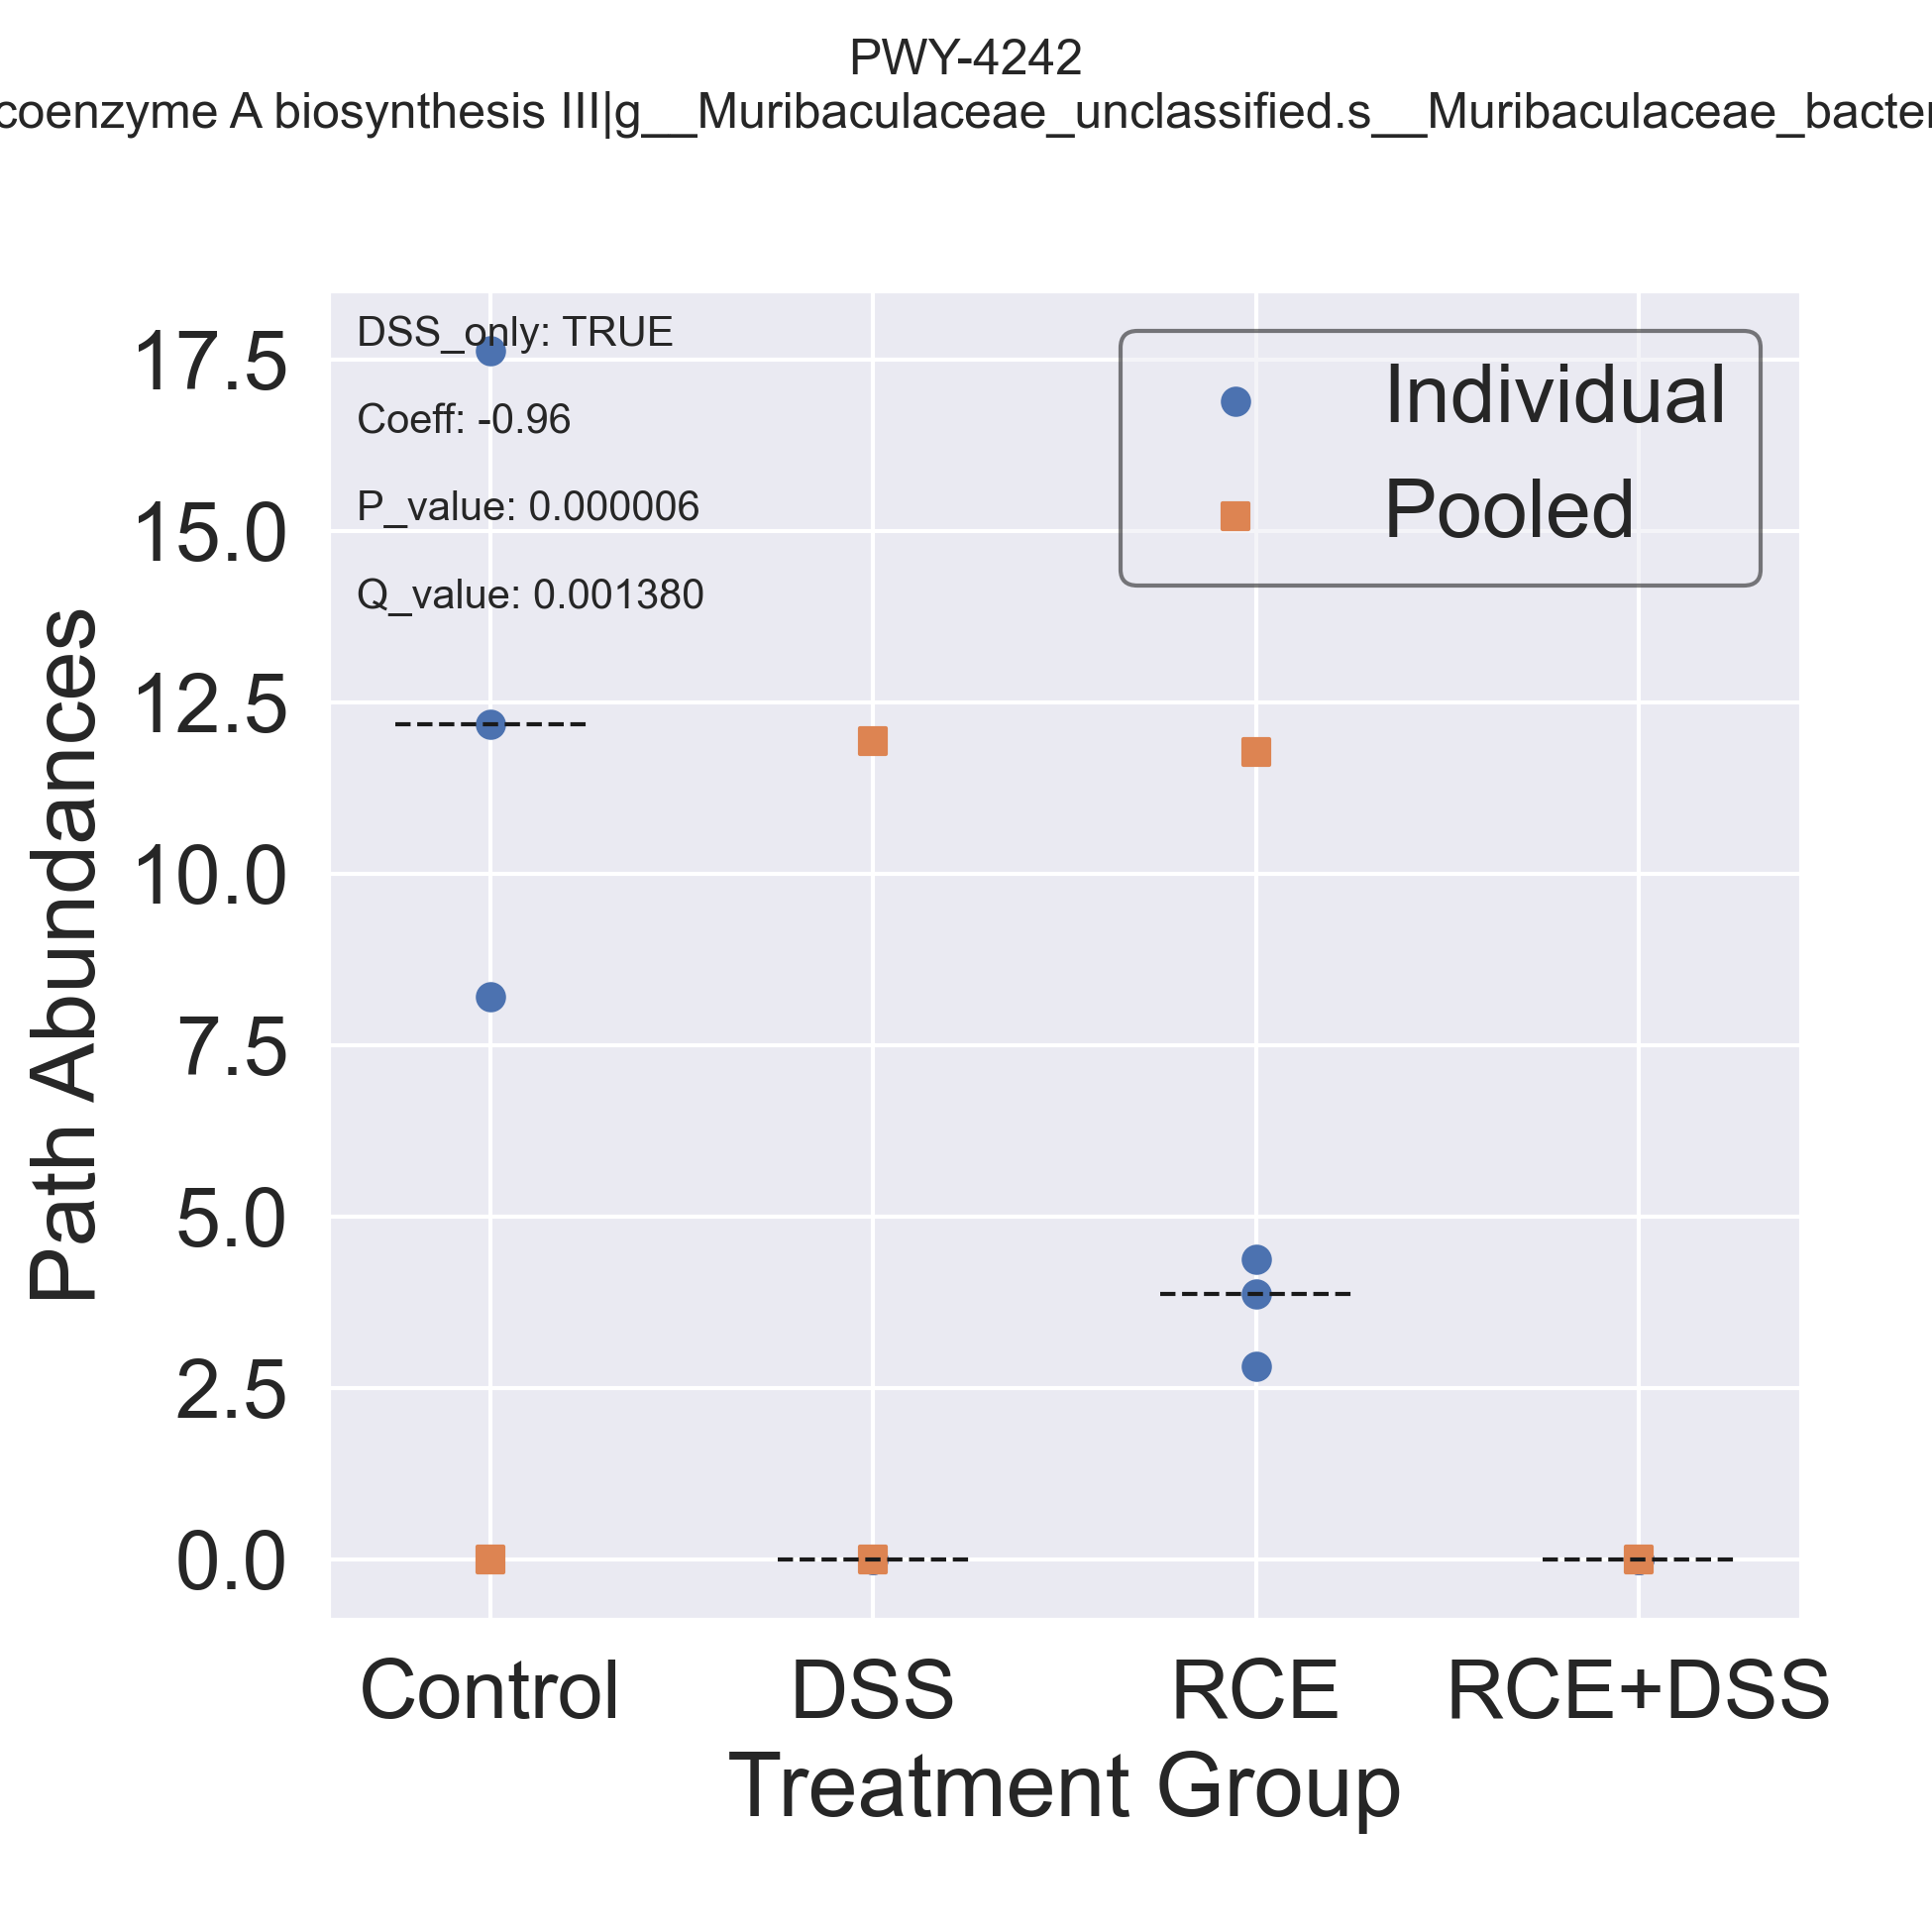 PWY-4242
coenzyme A biosynthesis III|g__Muribaculaceae_unclassified.s__Muribaculaceae_bacter
DSS_only: TRUE
Coeff: -0.96
P_value: 0.000006
Q_value: 0.001380
Individual
Pooled
Path Abundances
17.5
15.0
12.5
10.0
7.5
5.0
2.5
0.0
Control
DSS
RCE
RCE+DSS
Treatment Group